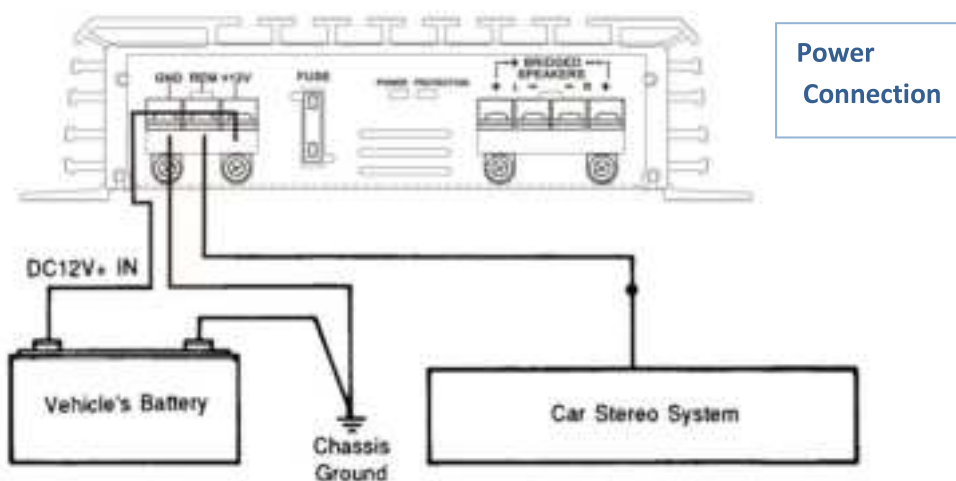 Power
Connection
GND REM +12V
FUSE
POWER PROTECTION
+ BRIDGED -
SPEAKERS
+ L - - R +
DC12V+ IN
Vehicle's Battery
Car Stereo System
Chassis
Ground